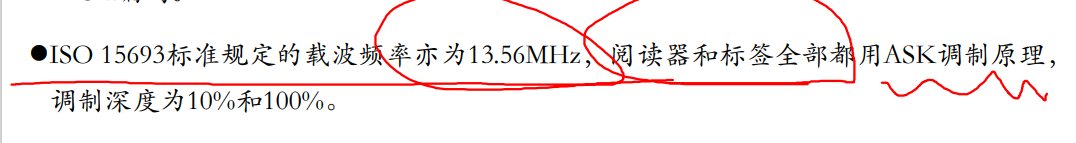 ●ISO 15693标准规定的载波频率亦为13.56MHz，阅读器和标签全部都用ASK调制原理，
调制深度为10%和100%。